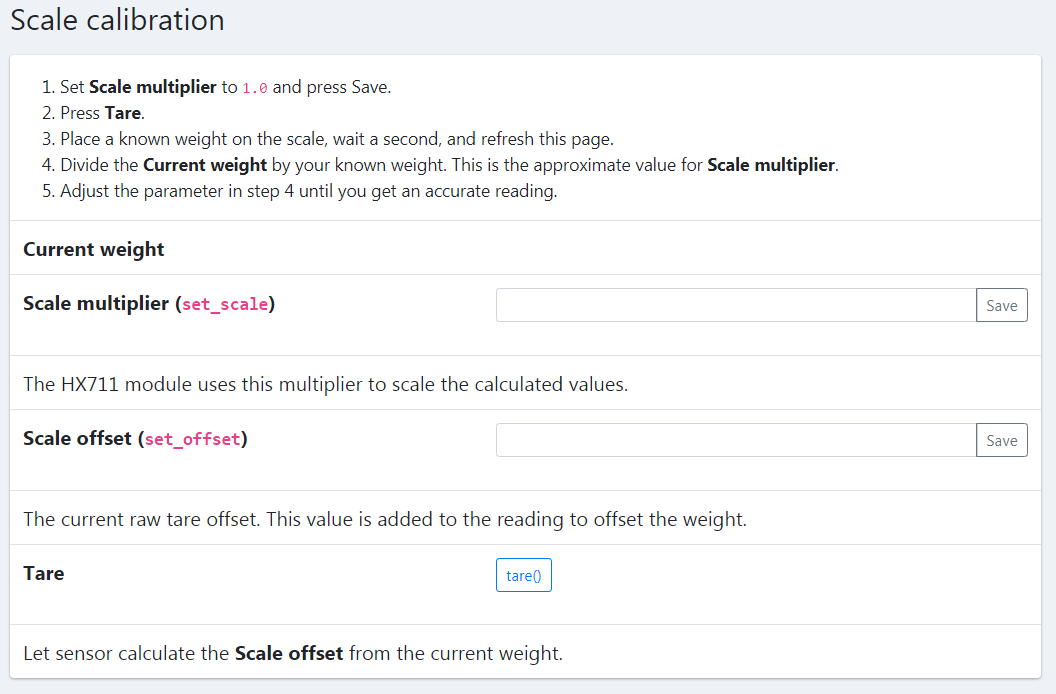 Scale calibration
1. Set Scale multiplier to 1.0 and press Save.
2. Press Tare.
3. Place a known weight on the scale, wait a second, and refresh this page.
4. Divide the Current weight by your known weight. This is the approximate value for Scale multiplier.
5. Adjust the parameter in step 4 until you get an accurate reading.
Current weight
Scale multiplier (set_scale)
Save
The HX711 module uses this multiplier to scale the calculated values.
Scale offset (set_offset)
Save
The current raw tare offset. This value is added to the reading to offset the weight.
Tare
tare()
Let sensor calculate the Scale offset from the current weight.